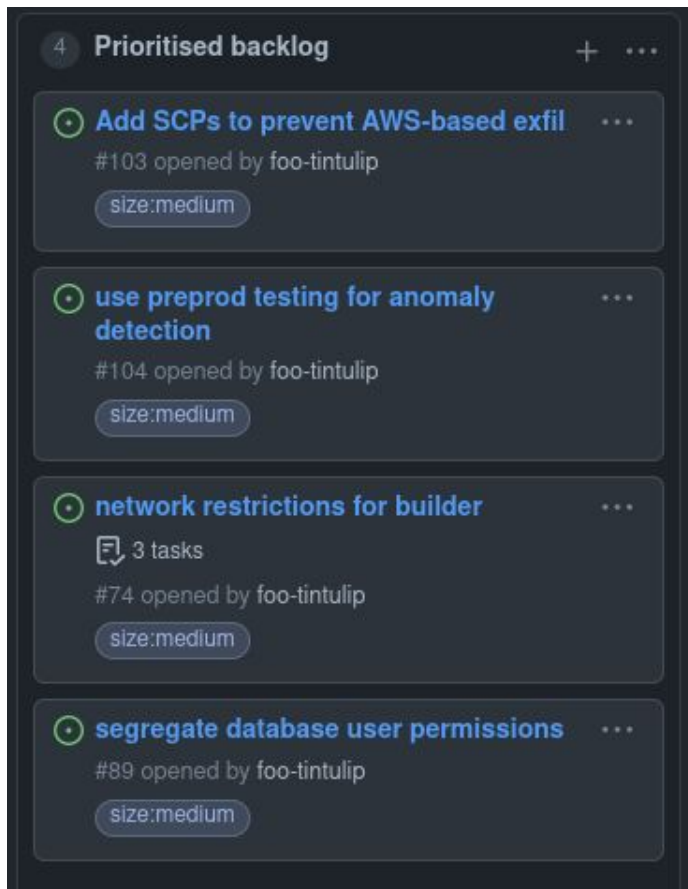 4 Prioritised backlog
Add SCPs to prevent AWS-based exfil
#103 opened by foo-tintulip
size:medium
use preprod testing for anomaly
detection
#104 opened by foo-tintulip
size:medium
network restrictions for builder
3 tasks
#74 opened by foo-tintulip
size:medium
segregate database user permissions
#89 opened by foo-tintulip
size:medium